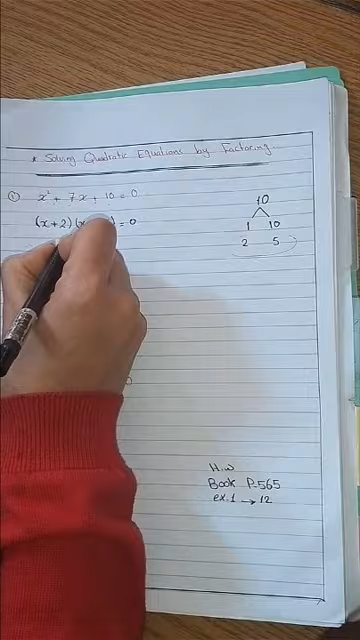 * Solving Quadratic Equations by Factoring
x² + 7x + 10 = 0
(x+2)(x ) = 0
10
1 10
2 5
H.W
Book P.565
ex.1 → 12